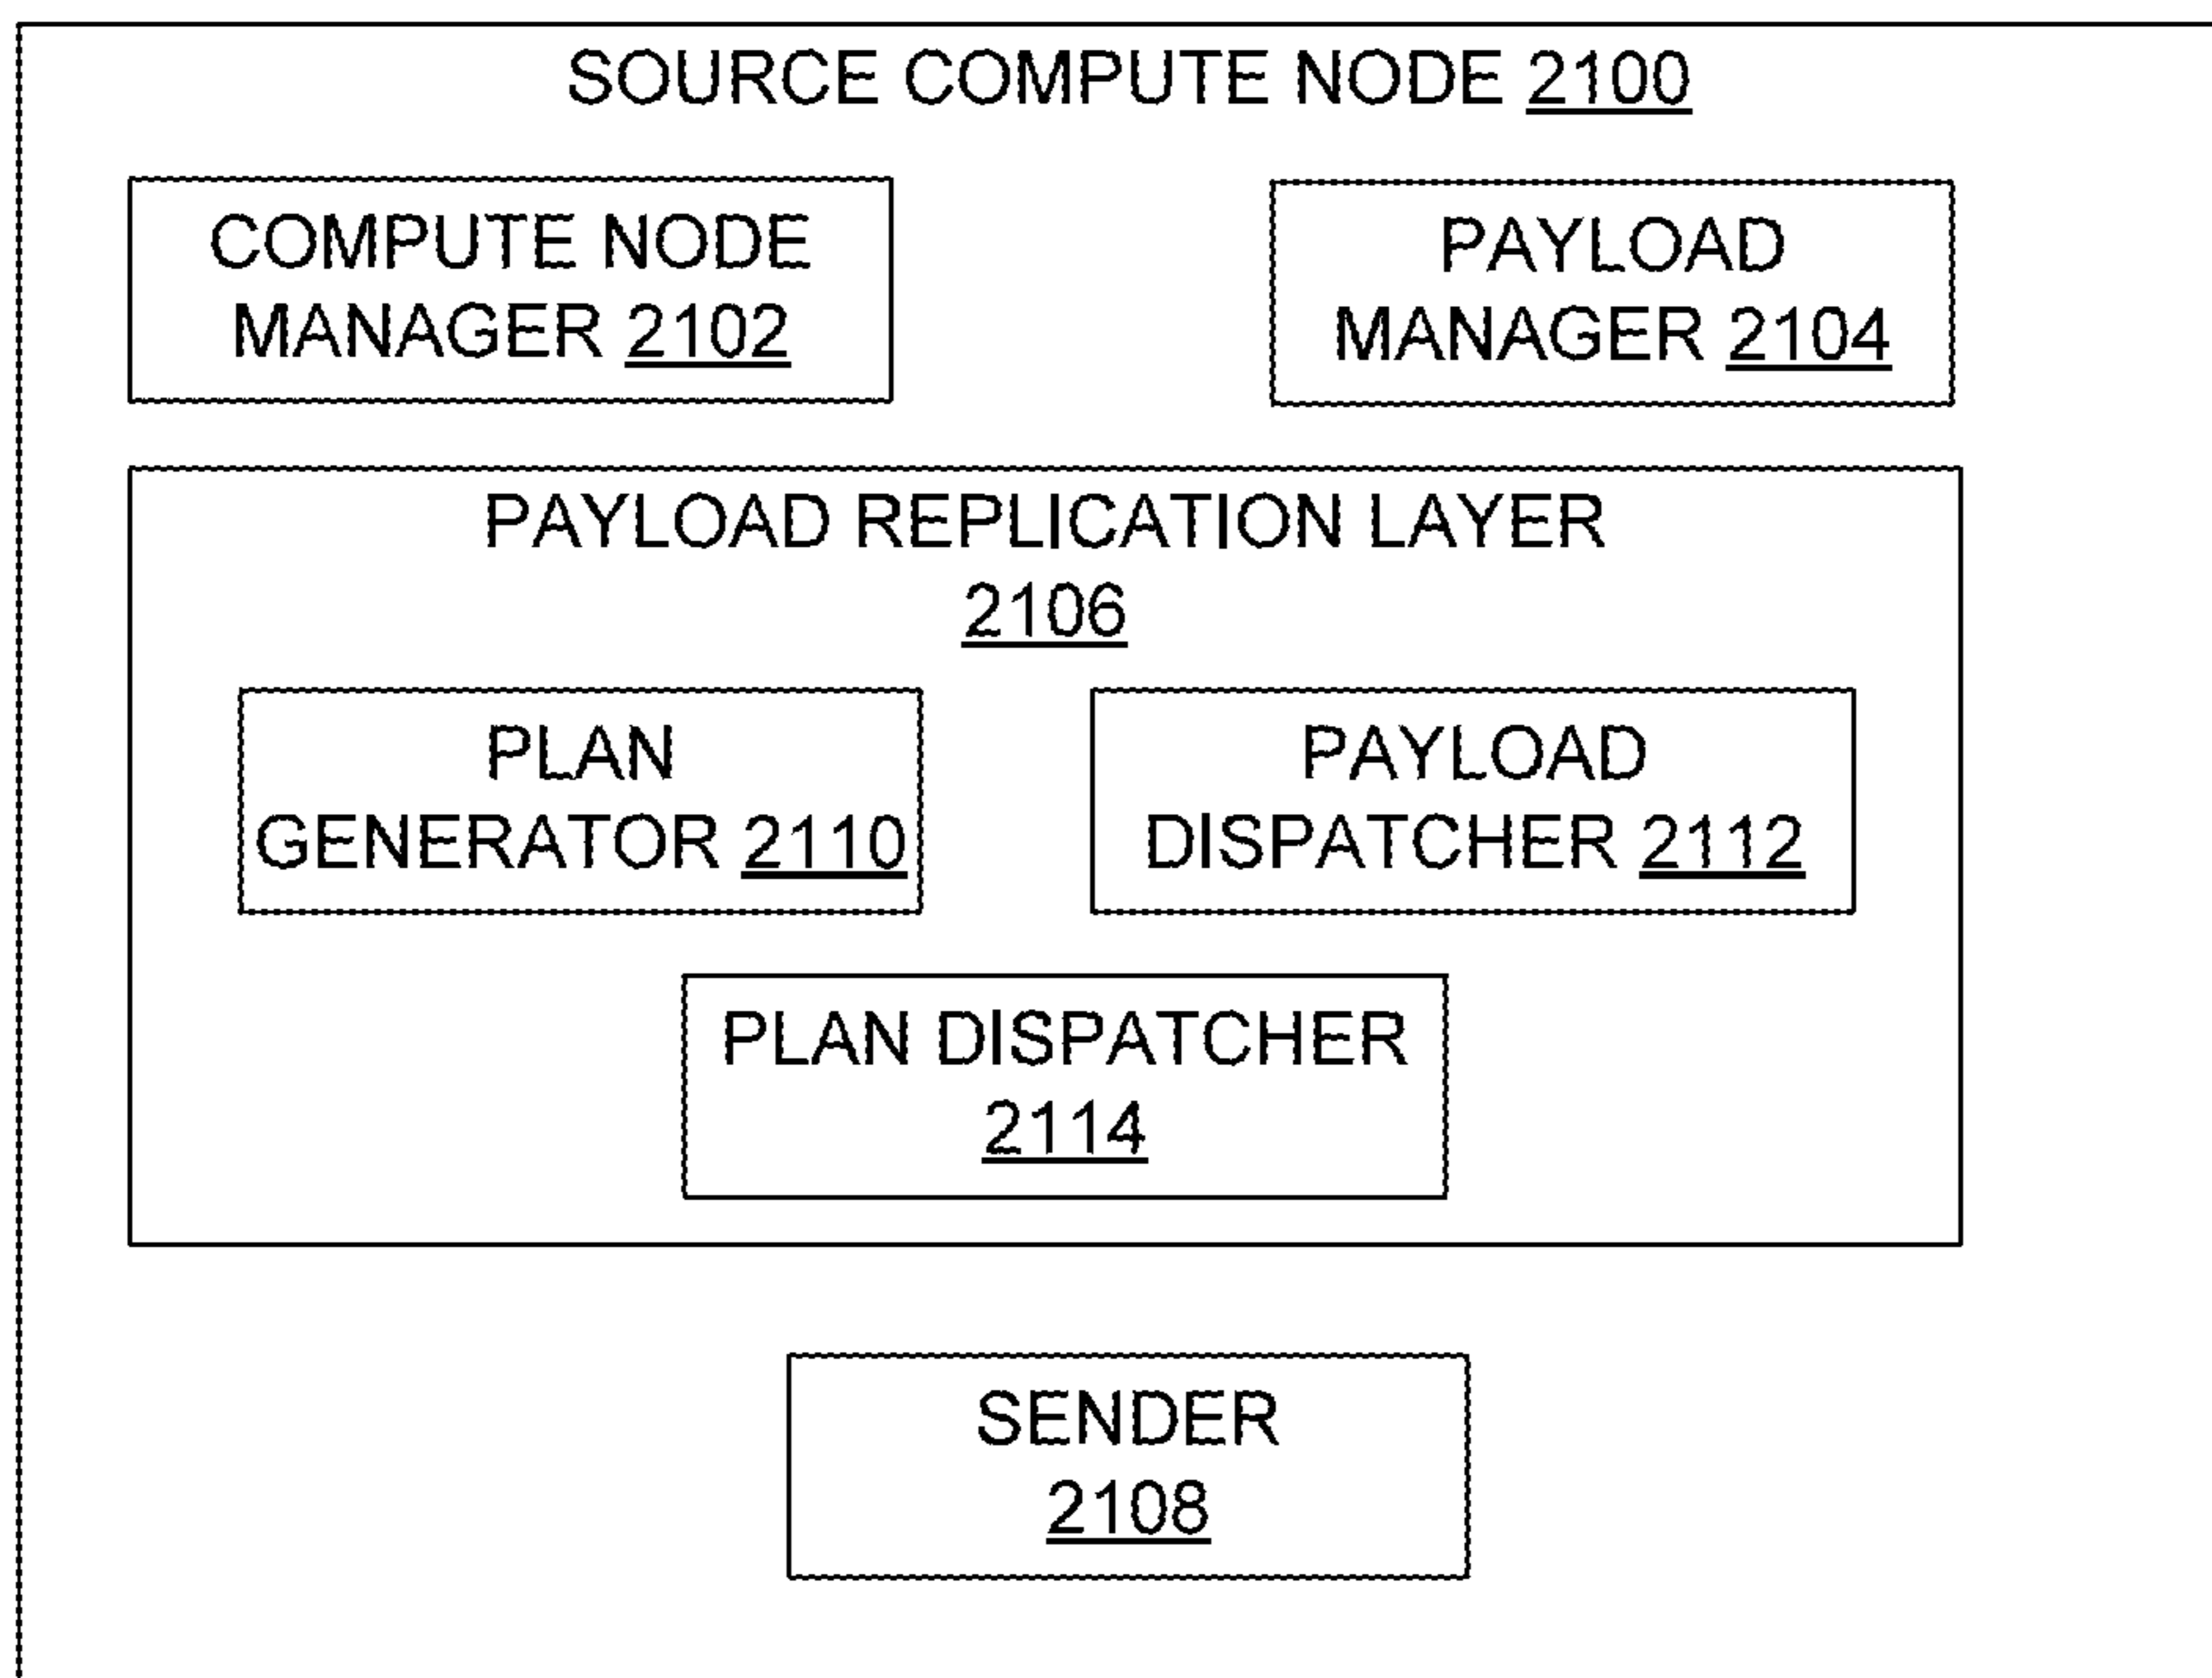 SOURCE COMPUTE NODE 2100
COMPUTE NODE
MANAGER 2102
PAYLOAD
MANAGER 2104
PAYLOAD REPLICATION LAYER
2106
PLAN
GENERATOR 2110
PAYLOAD
DISPATCHER 2112
PLAN DISPATCHER
2114
SENDER
2108